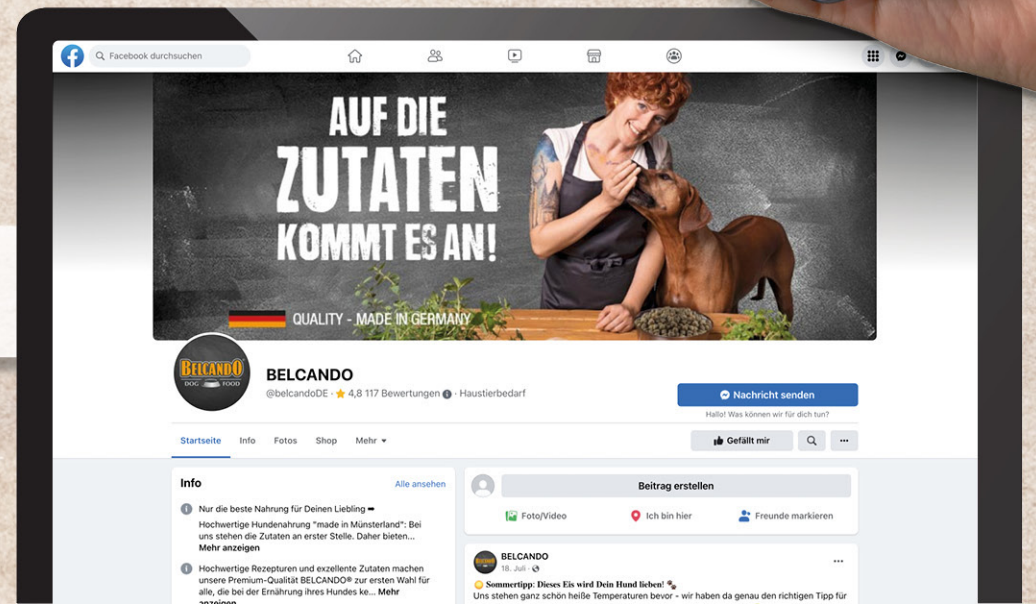 Facebook durchsuchen
AUF DIE
ZUTATEN
KOMMT ES AN!
QUALITY - MADE IN GERMANY
BELCANDO®
DOG FOOD
BELCANDO
@belcandoDE · 4,8 117 Bewertungen · Haustierbedarf
Nachricht senden
Hallo! Was können wir für dich tun?
Startseite Info Fotos Shop Mehr
Gefällt mir
Info Alle ansehen
Nur die beste Nahrung für Deinen Liebling ➡
Hochwertige Hundenahrung "made in Münsterland": Bei
uns stehen die Zutaten an erster Stelle. Daher bieten...
Mehr anzeigen
Hochwertige Rezepturen und exzellente Zutaten machen
unsere Premium-Qualität BELCANDO® zur ersten Wahl für
alle, die bei der Ernährung ihres Hundes ke... Mehr
anzeigen
Beitrag erstellen
Foto/Video Ich bin hier Freunde markieren
BELCANDO
18. Juli ·
Sommertipp: Dieses Eis wird Dein Hund lieben!
Uns stehen ganz schön heiße Temperaturen bevor - wir haben da genau den richtigen Tipp für